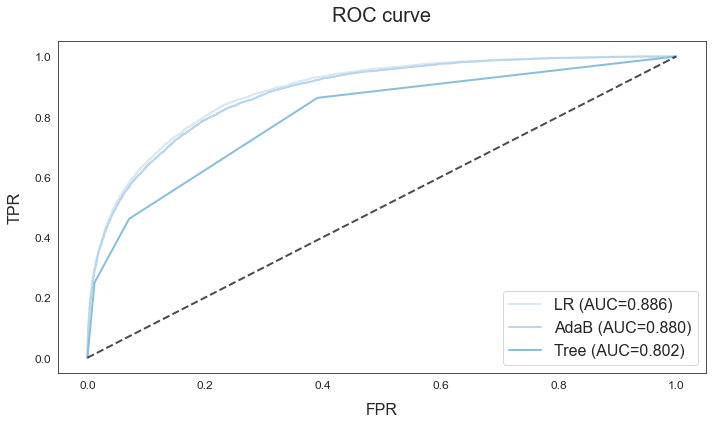 ROC curve
TPR
1.0
0.8
0.6
0.4
0.2
0.0
LR (AUC=0.886)
AdaB (AUC=0.880)
Tree (AUC=0.802)
0.0 0.2 0.4 0.6 0.8 1.0
FPR